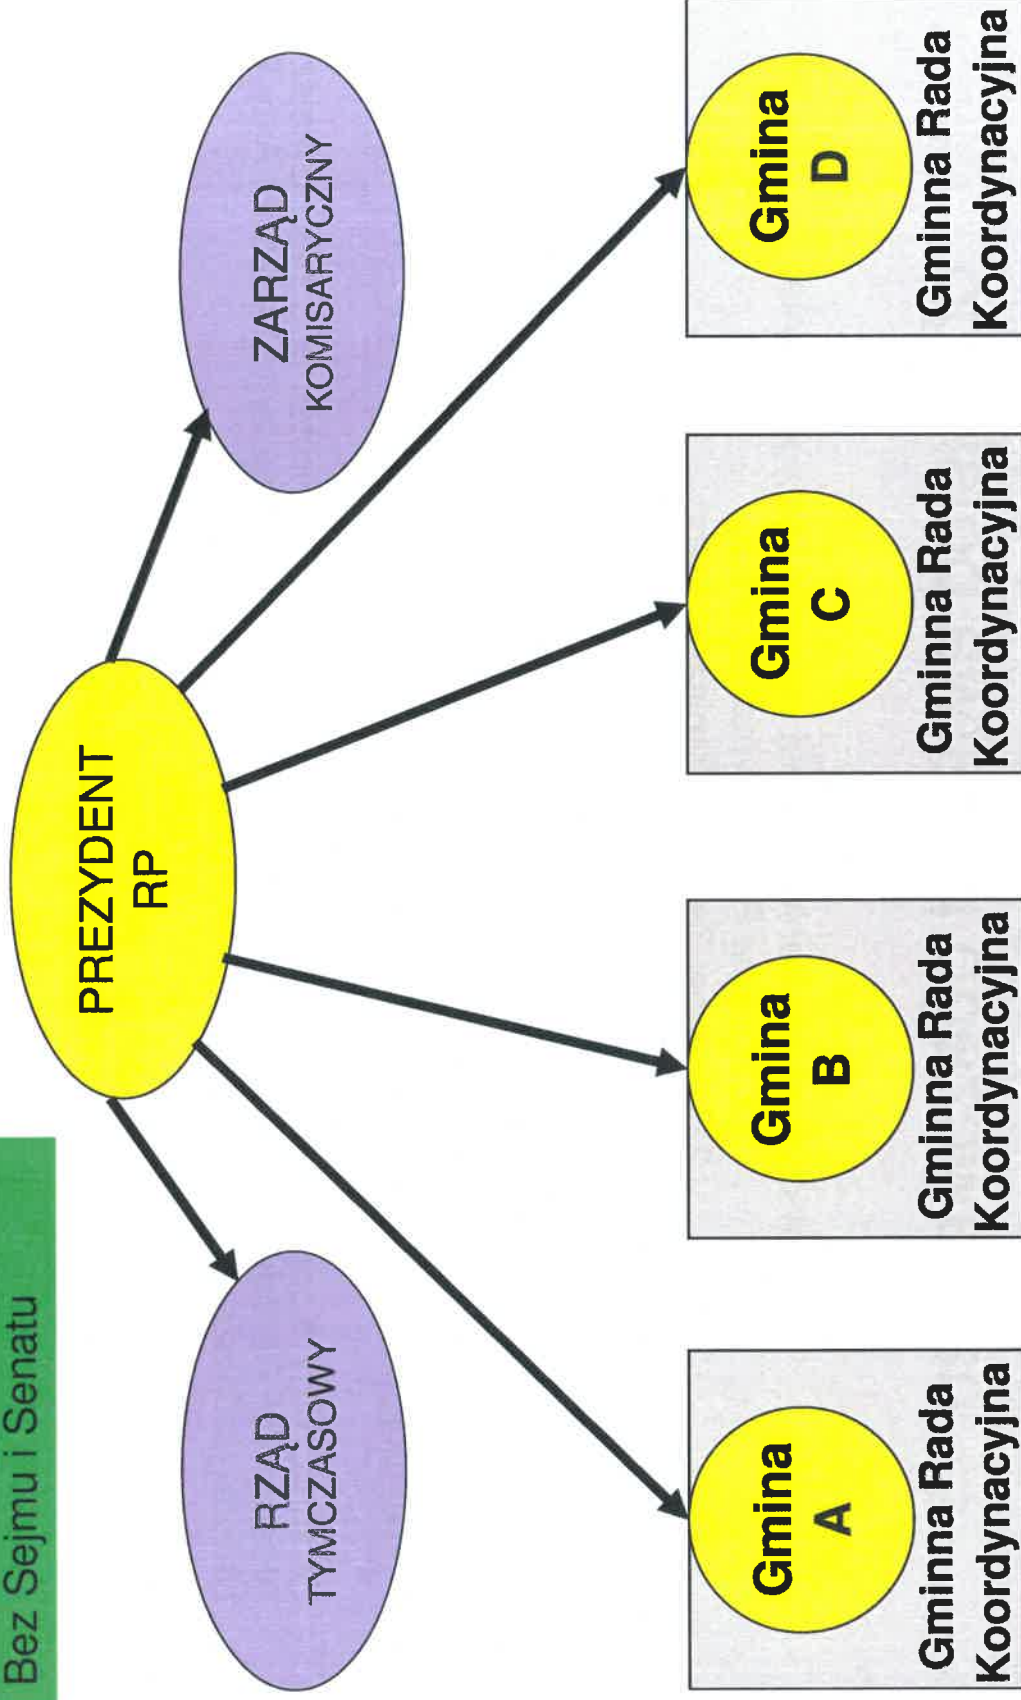 Bez Sejmu i Senatu
PREZYDENT
RP
RZĄD
TYMCZASOWY
ZARZĄD
KOMISARYCZNY
Gmina
A
Gminna Rada
Koordynacyjna
Gmina
B
Gminna Rada
Koordynacyjna
Gmina
C
Gminna Rada
Koordynacyjna
Gmina
D
Gminna Rada
Koordynacyjna